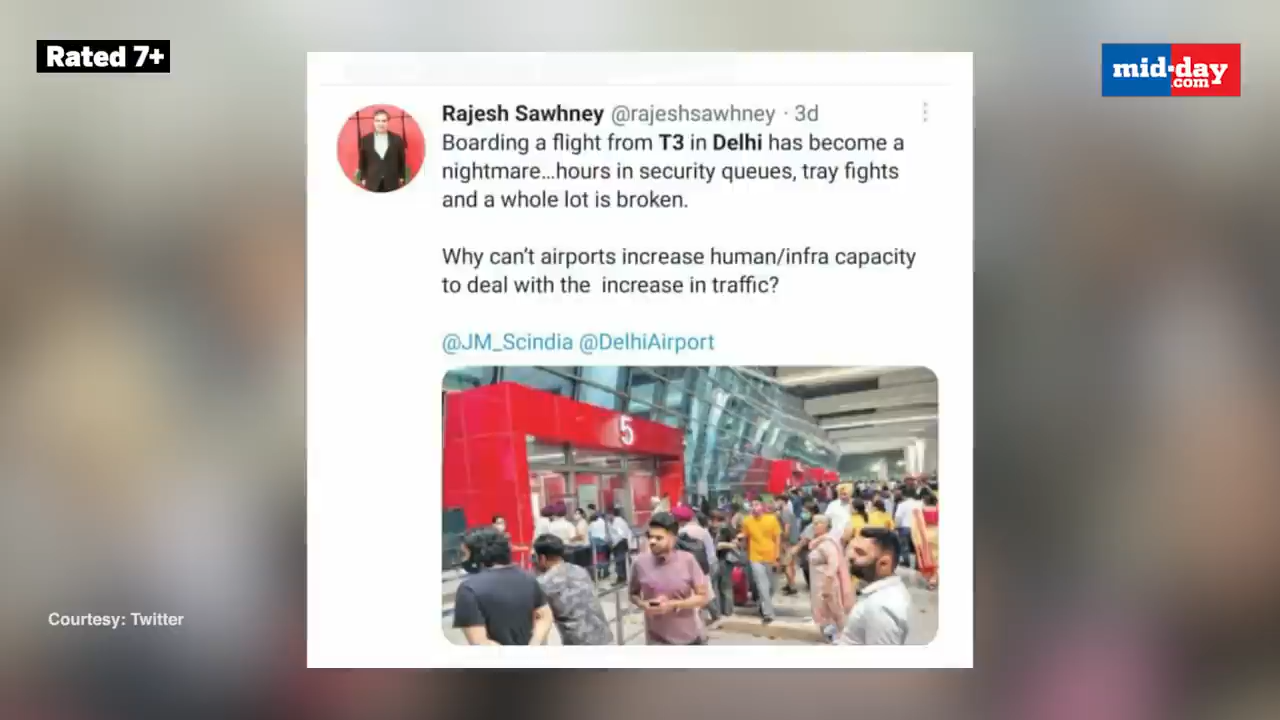 Rated 7+
mid-day
.com
Rajesh Sawhney @rajeshsawhney · 3d
Boarding a flight from T3 in Delhi has become a
nightmare...hours in security queues, tray fights
and a whole lot is broken.
Why can't airports increase human/infra capacity
to deal with the  increase in traffic?
@JM_Scindia @DelhiAirport
5
Courtesy: Twitter